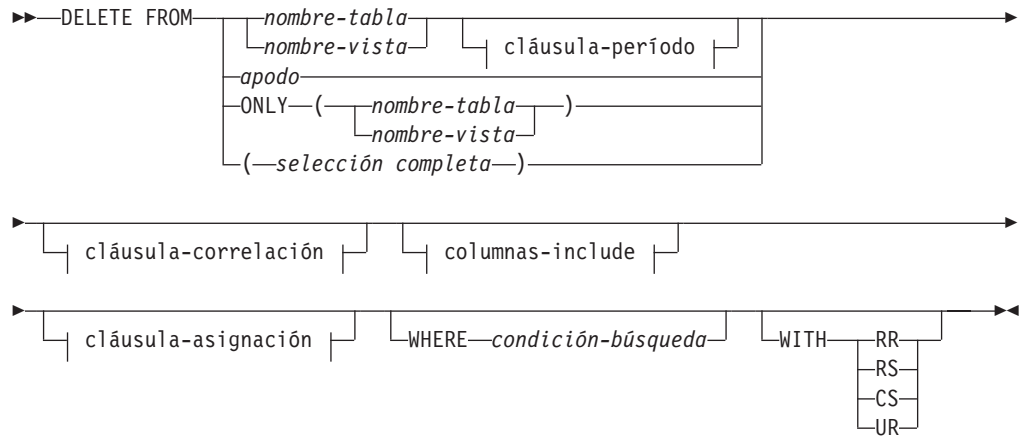 DELETE FROM nombre-tabla
nombre-vista cláusula-período
apodo
ONLY ( nombre-tabla )
nombre-vista
( selección completa )
cláusula-correlación columnas-include
cláusula-asignación WHERE condición-búsqueda WITH RR
RS
CS
UR